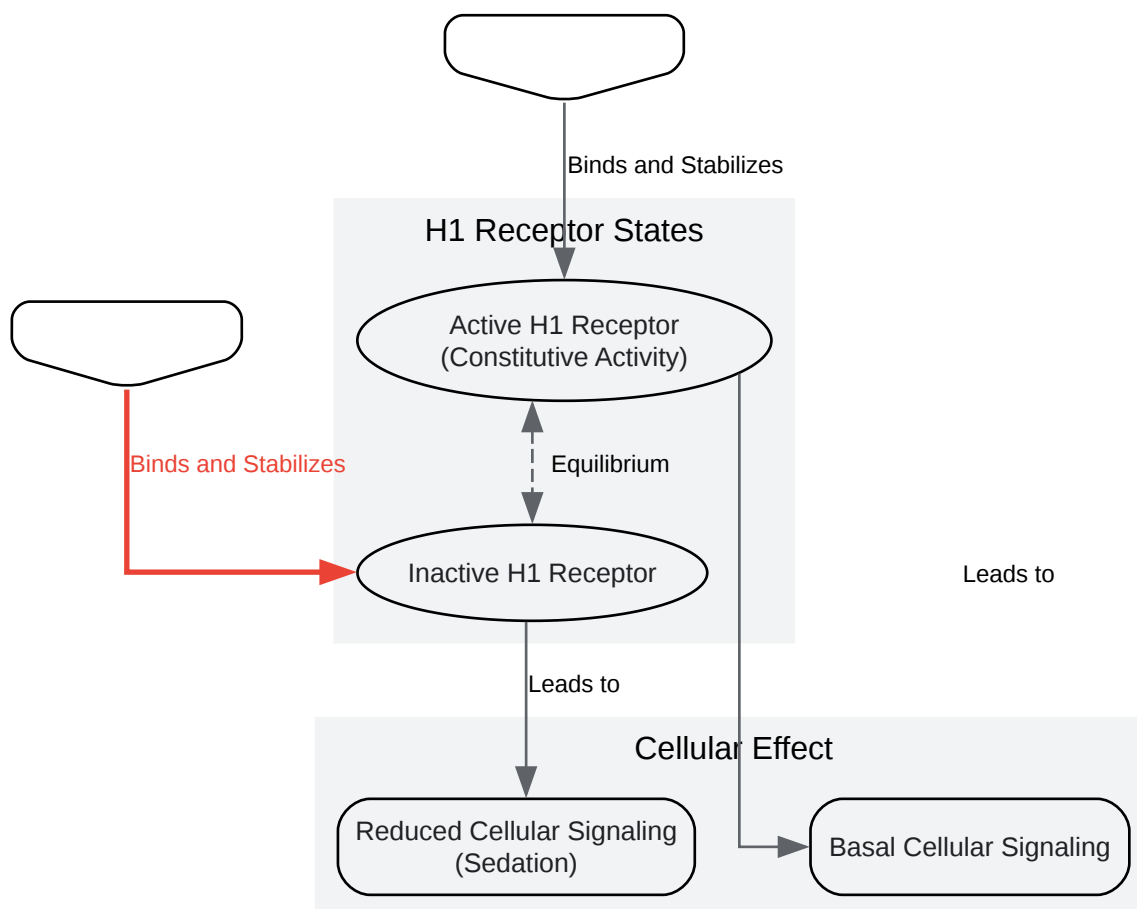 Binds and Stabilizes
H1 Receptor States
Active H1 Receptor
(Constitutive Activity)
Binds and Stabilizes
Equilibrium
Inactive H1 Receptor
Leads to
Leads to
Cellular Effect
Reduced Cellular Signaling
(Sedation)
Basal Cellular Signaling